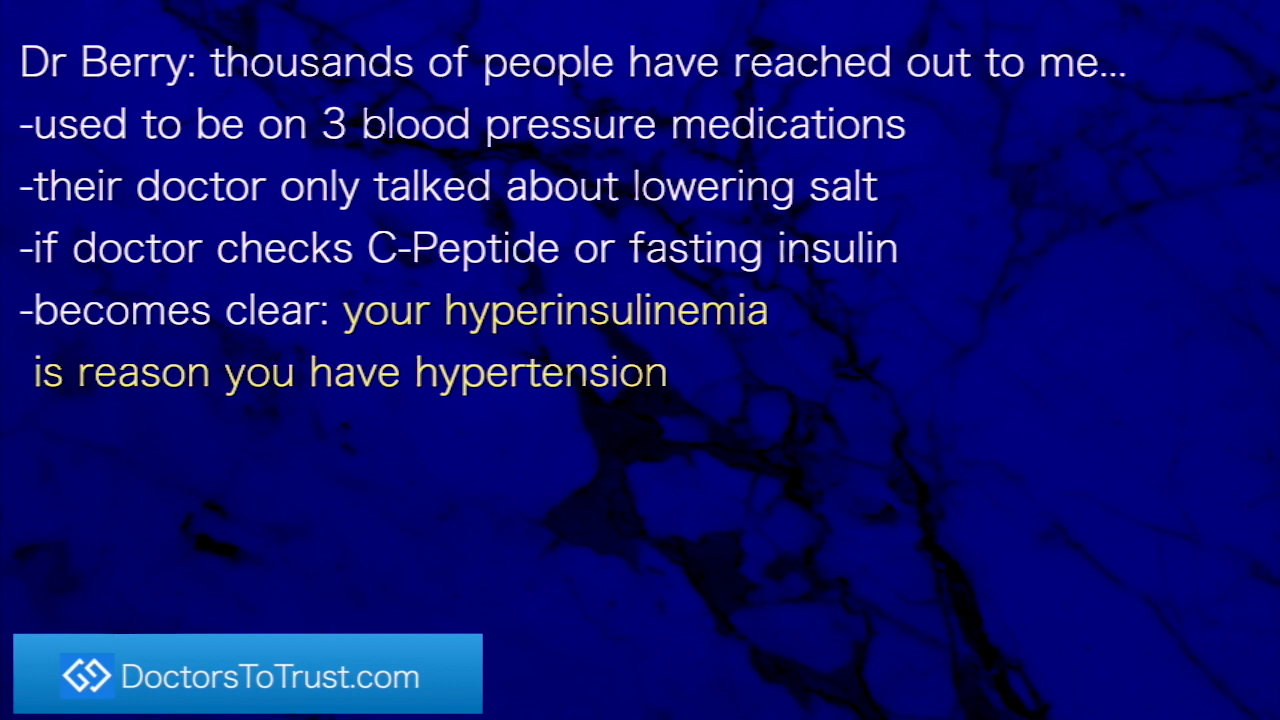 Dr Berry: thousands of people have reached out to me...
-used to be on 3 blood pressure medications
-their doctor only talked about lowering salt
-if doctor checks C-Peptide or fasting insulin
-becomes clear: your hyperinsulinemia
is reason you have hypertension
DoctorsToTrust.com